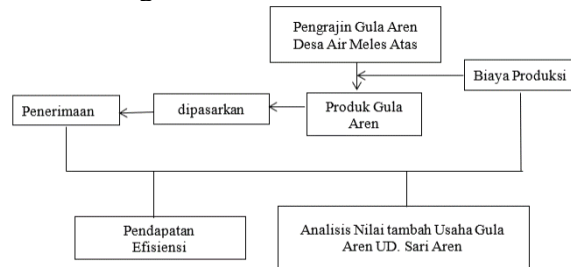 Pengrajin Gula Aren
Desa Air Meles Atas
Biaya Produksi
Penerimaan
dipasarkan
Produk Gula
Aren
Pendapatan
Efisiensi
Analisis Nilai tambah Usaha Gula
Aren UD. Sari Aren